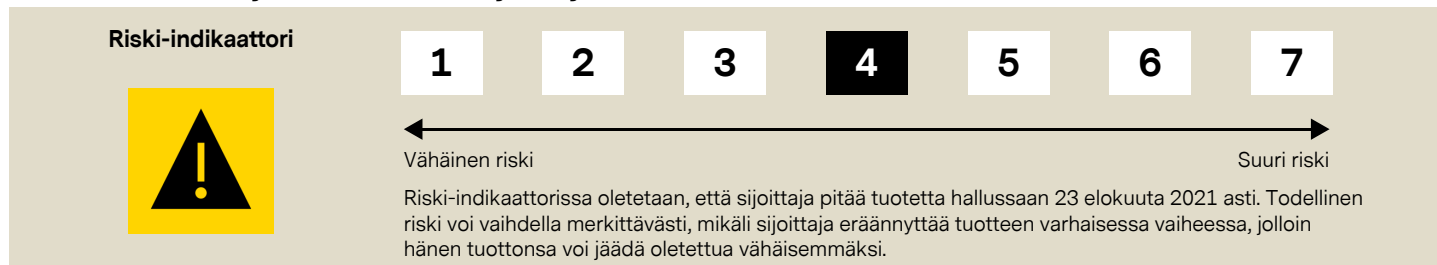 Riski-indikaattori
1 2 3 4 5 6 7
Vähäinen riski Suuri riski
Riski-indikaattorissa oletetaan, että sijoittaja pitää tuotetta hallussaan 23 elokuuta 2021 asti. Todellinen
riski voi vaihdella merkittävästi, mikäli sijoittaja eräännyttää tuotteen varhaisessa vaiheessa, jolloin
hänen tuottonsa voi jäädä oletettua vähäisemmäksi.